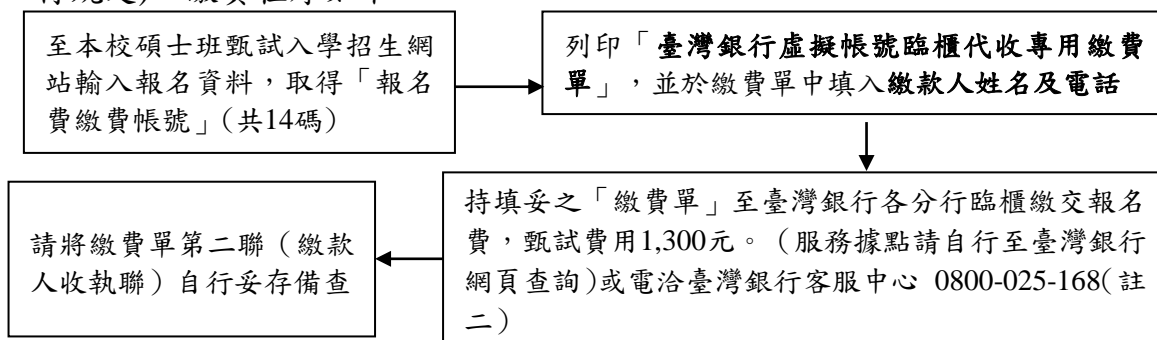 至本校碩士班甄試入學招生網
站輸入報名資料，取得「報名
費繳費帳號」（共14碼）
列印「臺灣銀行虛擬帳號臨櫃代收專用繳費
單」，並於繳費單中填入繳款人姓名及電話
持填妥之「繳費單」至臺灣銀行各分行臨櫃繳交報名
費，甄試費用1,300元。（服務據點請自行至臺灣銀行
網頁查詢）或電洽臺灣銀行客服中心 0800-025-168（註
二）
請將繳費單第二聯（繳款
人收執聯）自行妥存備查